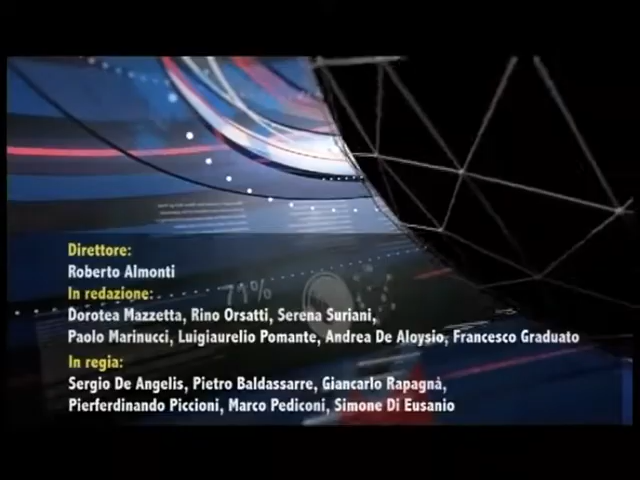 71%
Direttore:
Roberto Almonti
In redazione:
Dorotea Mazzetta, Rino Orsatti, Serena Suriani,
Paolo Marinucci, Luigiaurelio Pomante, Andrea De Aloysio, Francesco Graduato
In regia:
Sergio De Angelis, Pietro Baldassarre, Giancarlo Rapagnà,
Pierferdinando Piccioni, Marco Pediconi, Simone Di Eusanio